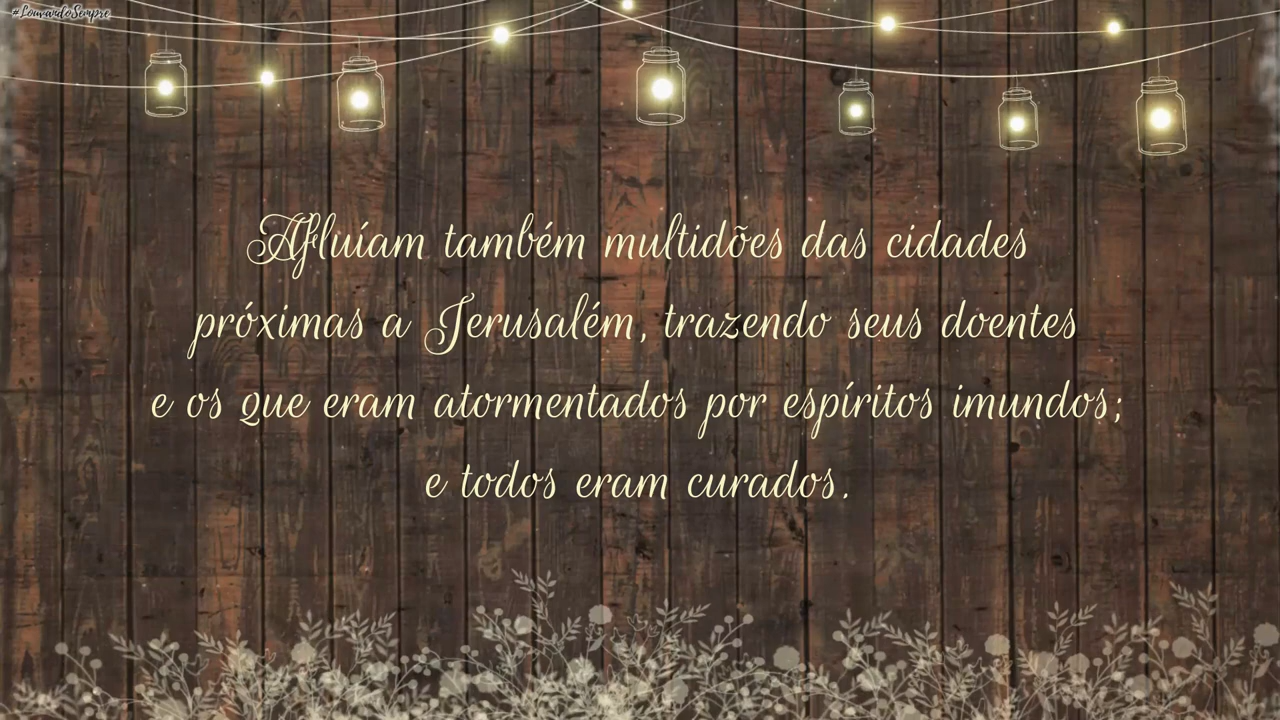 #LouvandoSempre
Afluíam também multidões das cidades
próximas a Jerusalém, trazendo seus doentes
e os que eram atormentados por espíritos imundos;
e todos eram curados.